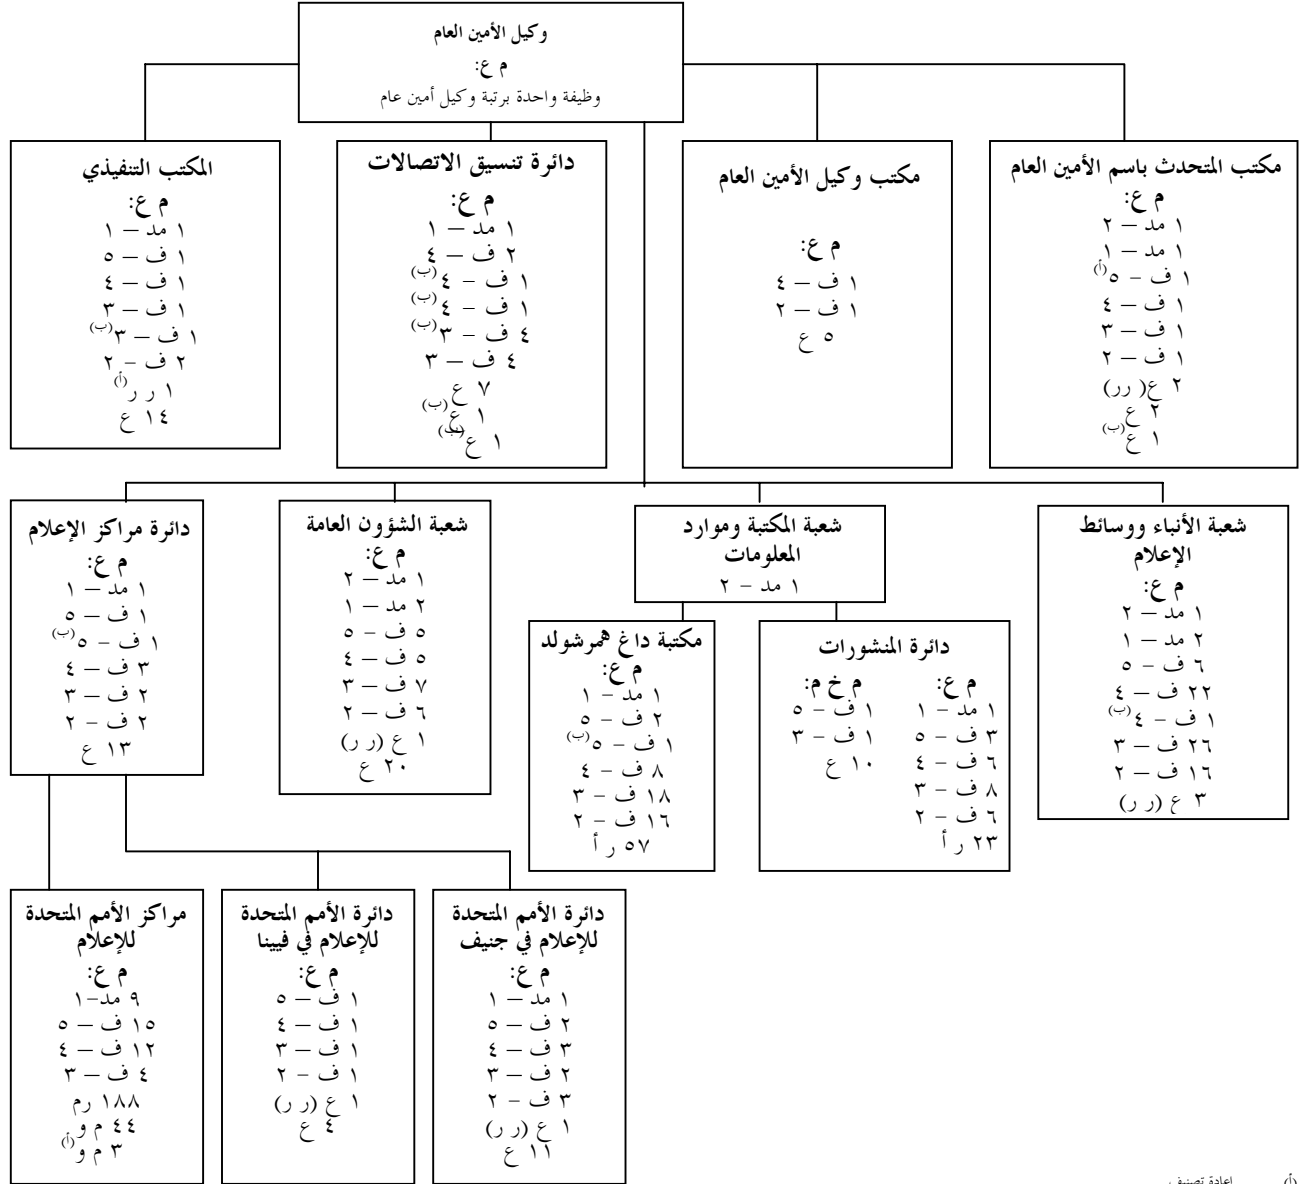 وكيل الأمين العام
م ع:
وظيفة واحدة برتبة وكيل أمين عام
مكتب المتحدث باسم الأمين العام
م ع:
١ مد – ٢
١ مد – ١
١ ف – ٥(أ)
١ ف – ٤
١ ف – ٣
١ ف – ٢
٢ ع( رر)
٢ ع
١ ع(ب)
مكتب وكيل الأمين العام
م ع:
١ ف – ٤
١ ف – ٢
٥ ع
دائرة تنسيق الاتصالات
م ع:
١ مد – ١
٢ ف – ٤
١ ف – ٤(ب)
١ ف – ٤(ب)
٤ ف – ٣(ب)
٤ ف – ٣
٧ ع
١ ع(ب)
١ ع
المكتب التنفيذي
م ع:
١ مد – ١
١ ف – ٥
١ ف – ٤
١ ف – ٣
١ ف – ٣(ب)
٢ ف – ٢
١ ر ر(أ)
١٤ ع
شعبة الأنباء ووسائط
الإعلام
م ع:
١ مد – ٢
٢ مد – ١
٦ ف – ٥
٢٢ ف – ٤
١ ف – ٤(ب)
٢٦ ف – ٣
١٦ ف – ٢
٣ ع (ر ر)
شعبة المكتبة وموارد
المعلومات
١ مد – ٢
دائرة المنشورات
م ع:
١ مد – ١
٣ ف – ٥
٦ ف – ٤
٨ ف – ٣
٦ ف – ٢
٢٣ ر أ
م خ م:
١ ف – ٥
١ ف – ٣
١٠ ع
مكتبة داغ همرشولد
م ع:
١ مد – ١
٢ ف – ٥
١ ف – ٥(ب)
٨ ف – ٤
١٨ ف – ٣
١٦ ف – ٢
٥٧ ر أ
شعبة الشؤون العامة
م ع:
١ مد – ٢
٢ مد – ١
٥ ف – ٥
٥ ف – ٤
٧ ف – ٣
٦ ف – ٢
١ ع (ر ر)
٢٠ ع
دائرة مراكز الإعلام
م ع:
١ مد – ١
١ ف – ٥
١ ف – ٥(ب)
٣ ف – ٤
٢ ف – ٣
٢ ف – ٢
١٣ ع
دائرة الأمم المتحدة
للإعلام في جنيف
م ع:
١ مد – ١
٢ ف – ٥
٣ ف – ٤
٢ ف – ٣
٣ ف – ٢
١ ع (ر ر)
١١ ع
دائرة الأمم المتحدة
للإعلام في فيينا
م ع:
١ ف – ٥
١ ف – ٤
١ ف – ٣
١ ف – ٢
١ ع (ر ر)
٤ ع
مراكز الأمم المتحدة
للإعلام
م ع:
٩ مد-١
١٥ ف – ٥
١٢ ف – ٤
٤ ف – ٣
١٨٨ رم
٤٤ م و
٣ م و(أ)
(أ) إعادة تصنيف